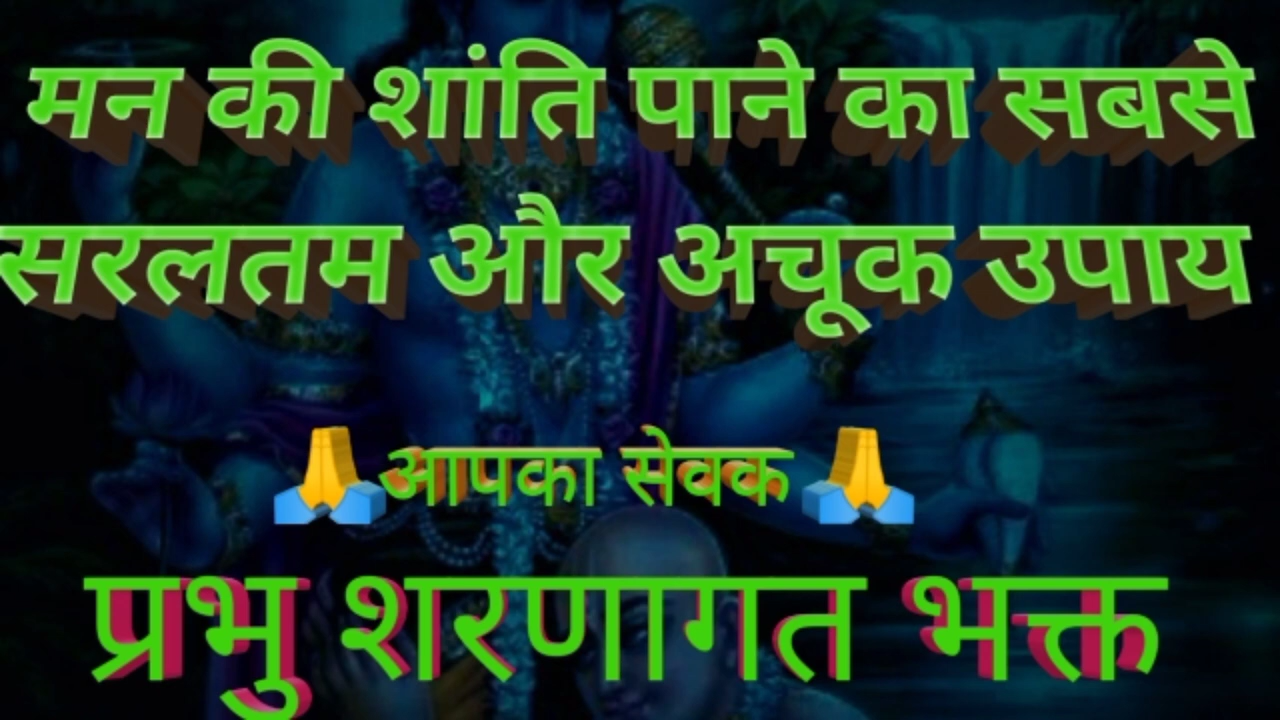 मन की शांति पाने का सबसे
सरलतम और अचूक उपाय
🙏आपका सेवक🙏
प्रभु शरणागत भक्त